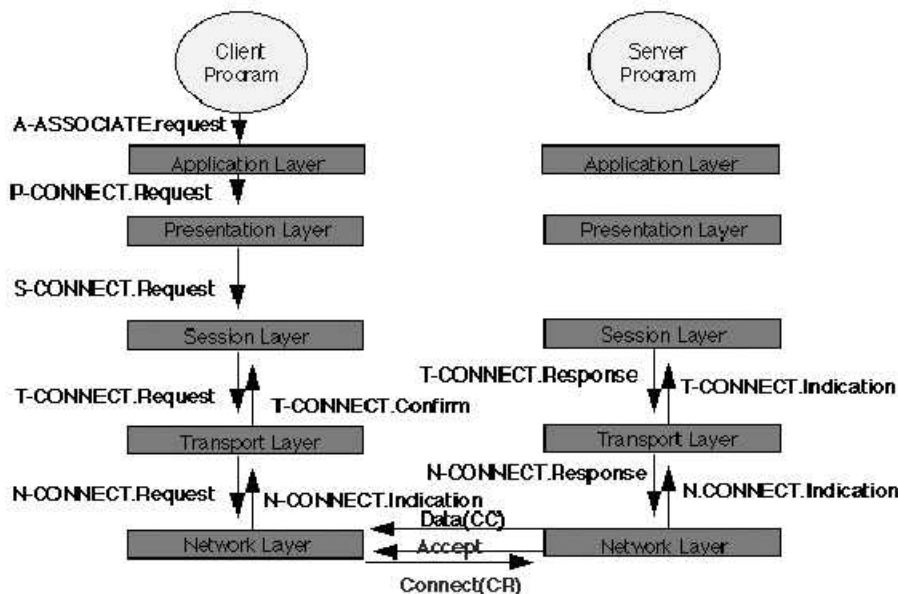 Client
Program
Server
Program
A-ASSOCIATE.request
Application Layer
Application Layer
P-CONNECT.Request
Presentation Layer
Presentation Layer
S-CONNECT.Request
Session Layer
Session Layer
T-CONNECT.Request
T-CONNECT.Confirm
T-CONNECT.Response
T-CONNECT.Indication
Transport Layer
Transport Layer
N-CONNECT.Request
N-CONNECT.Indication
N-CONNECT.Response
N.CONNECT.Indication
Data(CC)
Network Layer
Accept
Network Layer
Connect(CR)